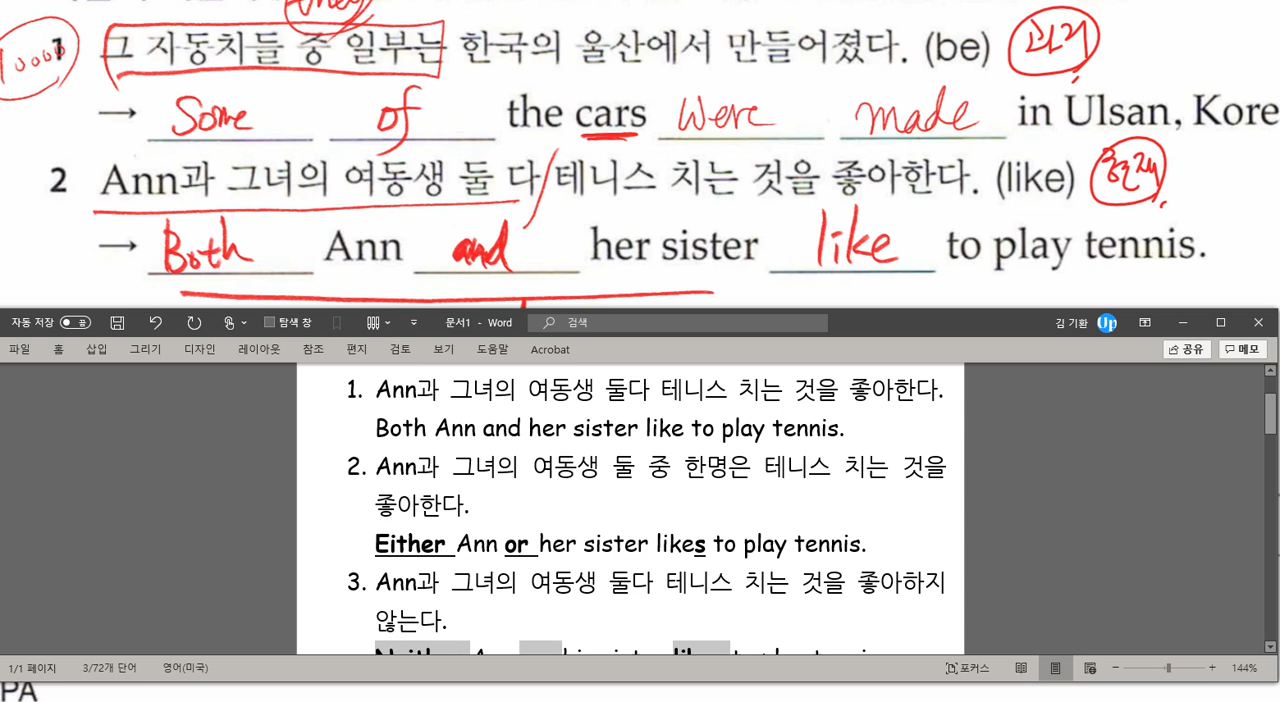 they
10000
1 그 자동차들 중 일부는 한국의 울산에서 만들어졌다. (be) 과거
→ Some of the cars were made in Ulsan, Kore
2 Ann과 그녀의 여동생 둘 다/테니스 치는 것을 좋아한다. (like) 현재
→ Both Ann and her sister like to play tennis.
자동 저장 끔 탐색 창 문서1 - Word 검색 김 기환 Up
파일 홈 삽입 그리기 디자인 레이아웃 참조 편지 검토 보기 도움말 Acrobat 공유 메모
1. Ann과 그녀의 여동생 둘다 테니스 치는 것을 좋아한다.
Both Ann and her sister like to play tennis.
2. Ann과 그녀의 여동생 둘 중 한명은 테니스 치는 것을
좋아한다.
Either Ann or her sister likes to play tennis.
3. Ann과 그녀의 여동생 둘다 테니스 치는 것을 좋아하지
않는다.
1/1 페이지 3/72개 단어 영어(미국) 포커스 144%
PA